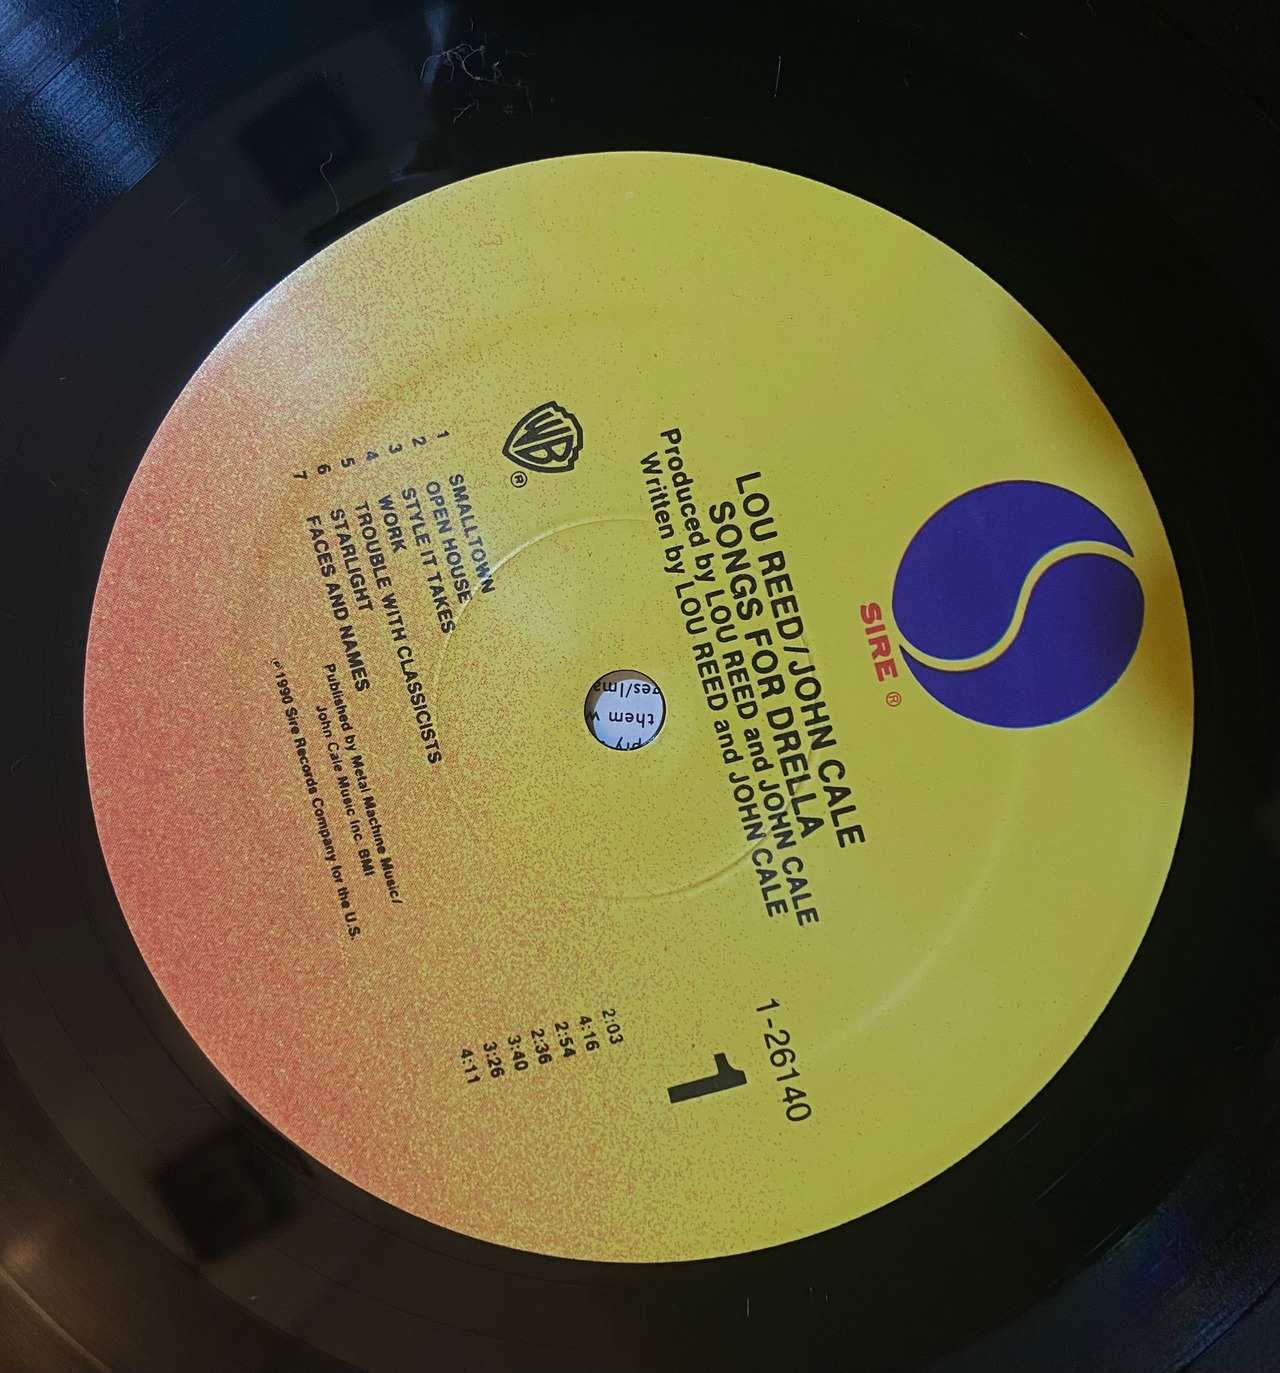 SIRE ®
LOU REED/JOHN CALE
SONGS FOR DRELLA
Produced by LOU REED and JOHN CALE
Written by LOU REED and JOHN CALE
1-26140
1
WB ®
1 SMALLTOWN 2:03
2 OPEN HOUSE 4:16
3 STYLE IT TAKES 2:54
4 WORK 2:36
5 TROUBLE WITH CLASSICISTS 3:40
6 STARLIGHT 3:26
7 FACES AND NAMES 4:11
Published by Metal Machine Music/
John Cale Music Inc. BMI
℗ 1990 Sire Records Company for the U.S.
them w